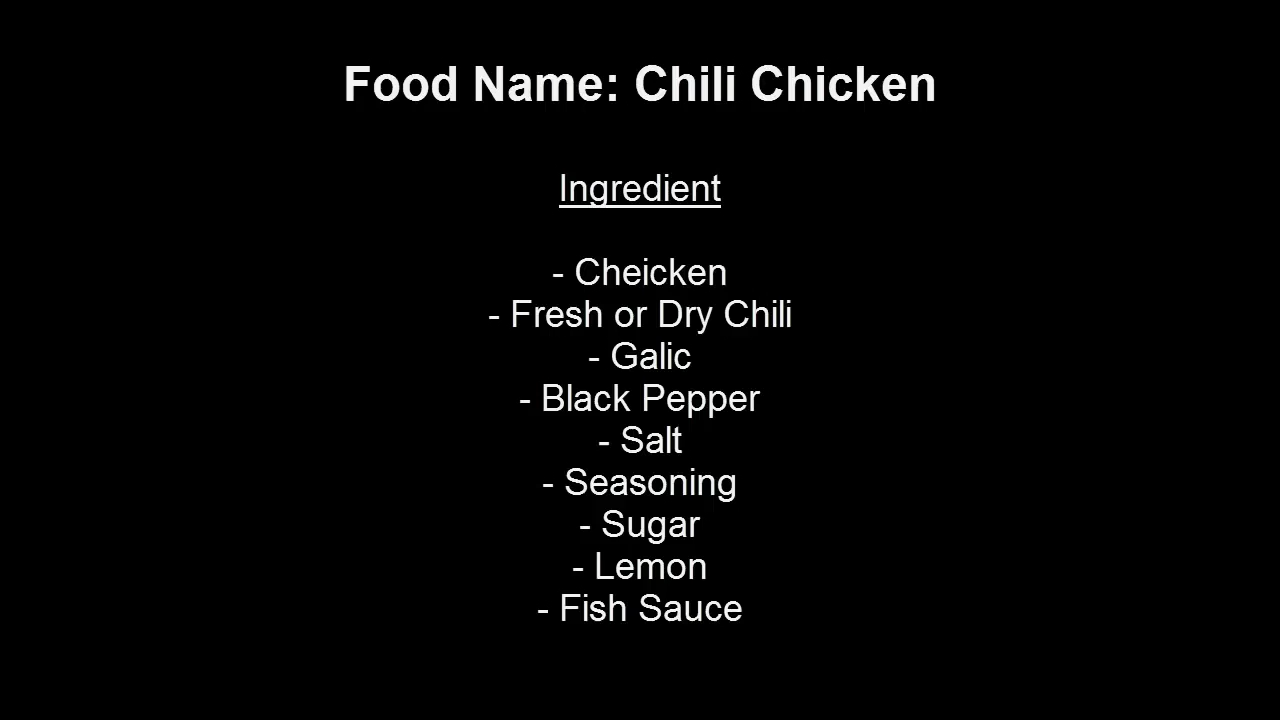 Food Name: Chili Chicken
Ingredient
- Cheicken
- Fresh or Dry Chili
- Galic
- Black Pepper
- Salt
- Seasoning
- Sugar
- Lemon
- Fish Sauce